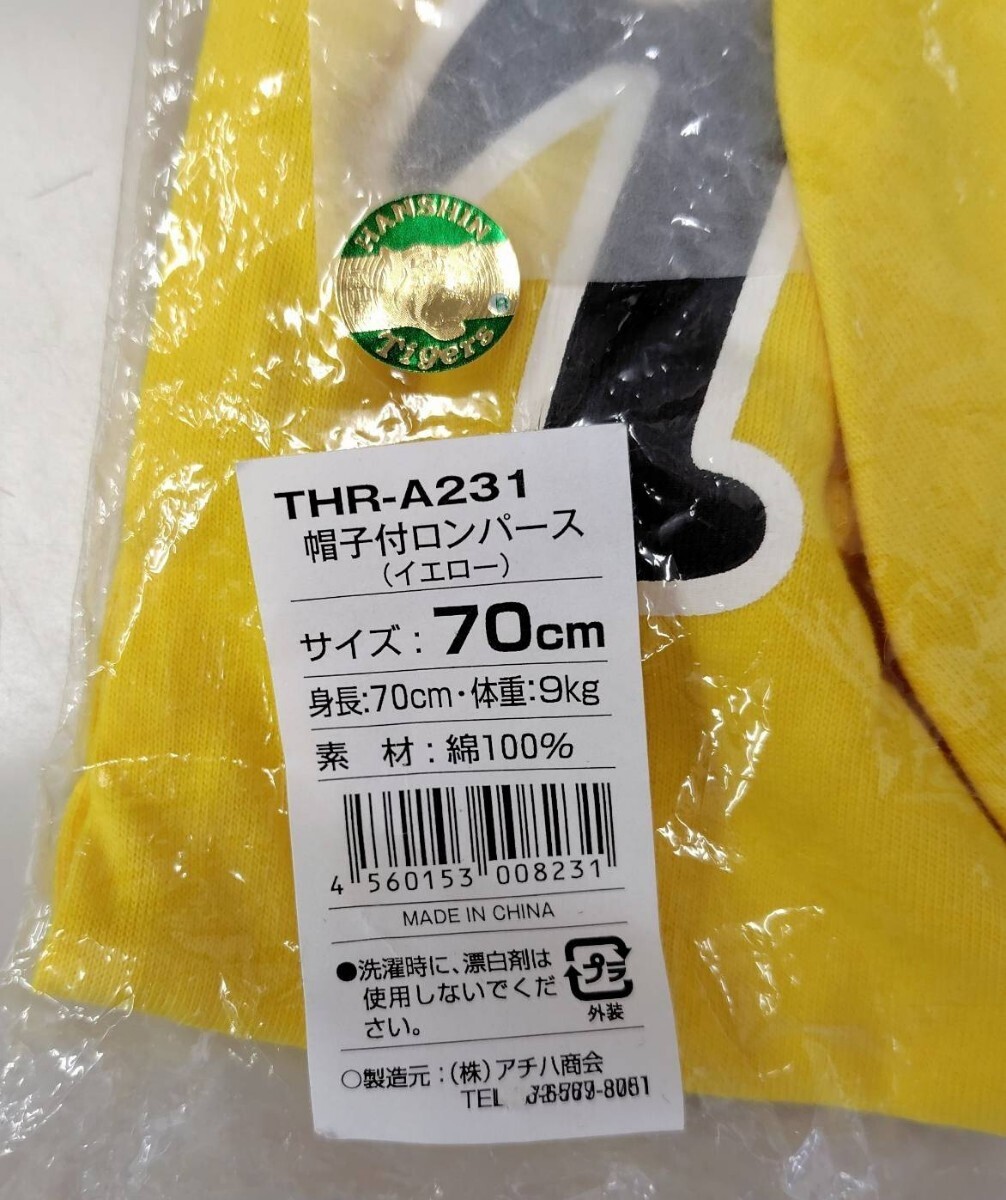 HANSHIN
Tigers
®
THR-A231
帽子付ロンパース
(イエロー)
サイズ : 70cm
身長:70cm・体重:9kg
素 材 : 綿100%
4 560153 008231
MADE IN CHINA
●洗濯時に、漂白剤は
使用しないでくだ
さい。
プラ
外装
○製造元 : (株) アチハ商会
TEL